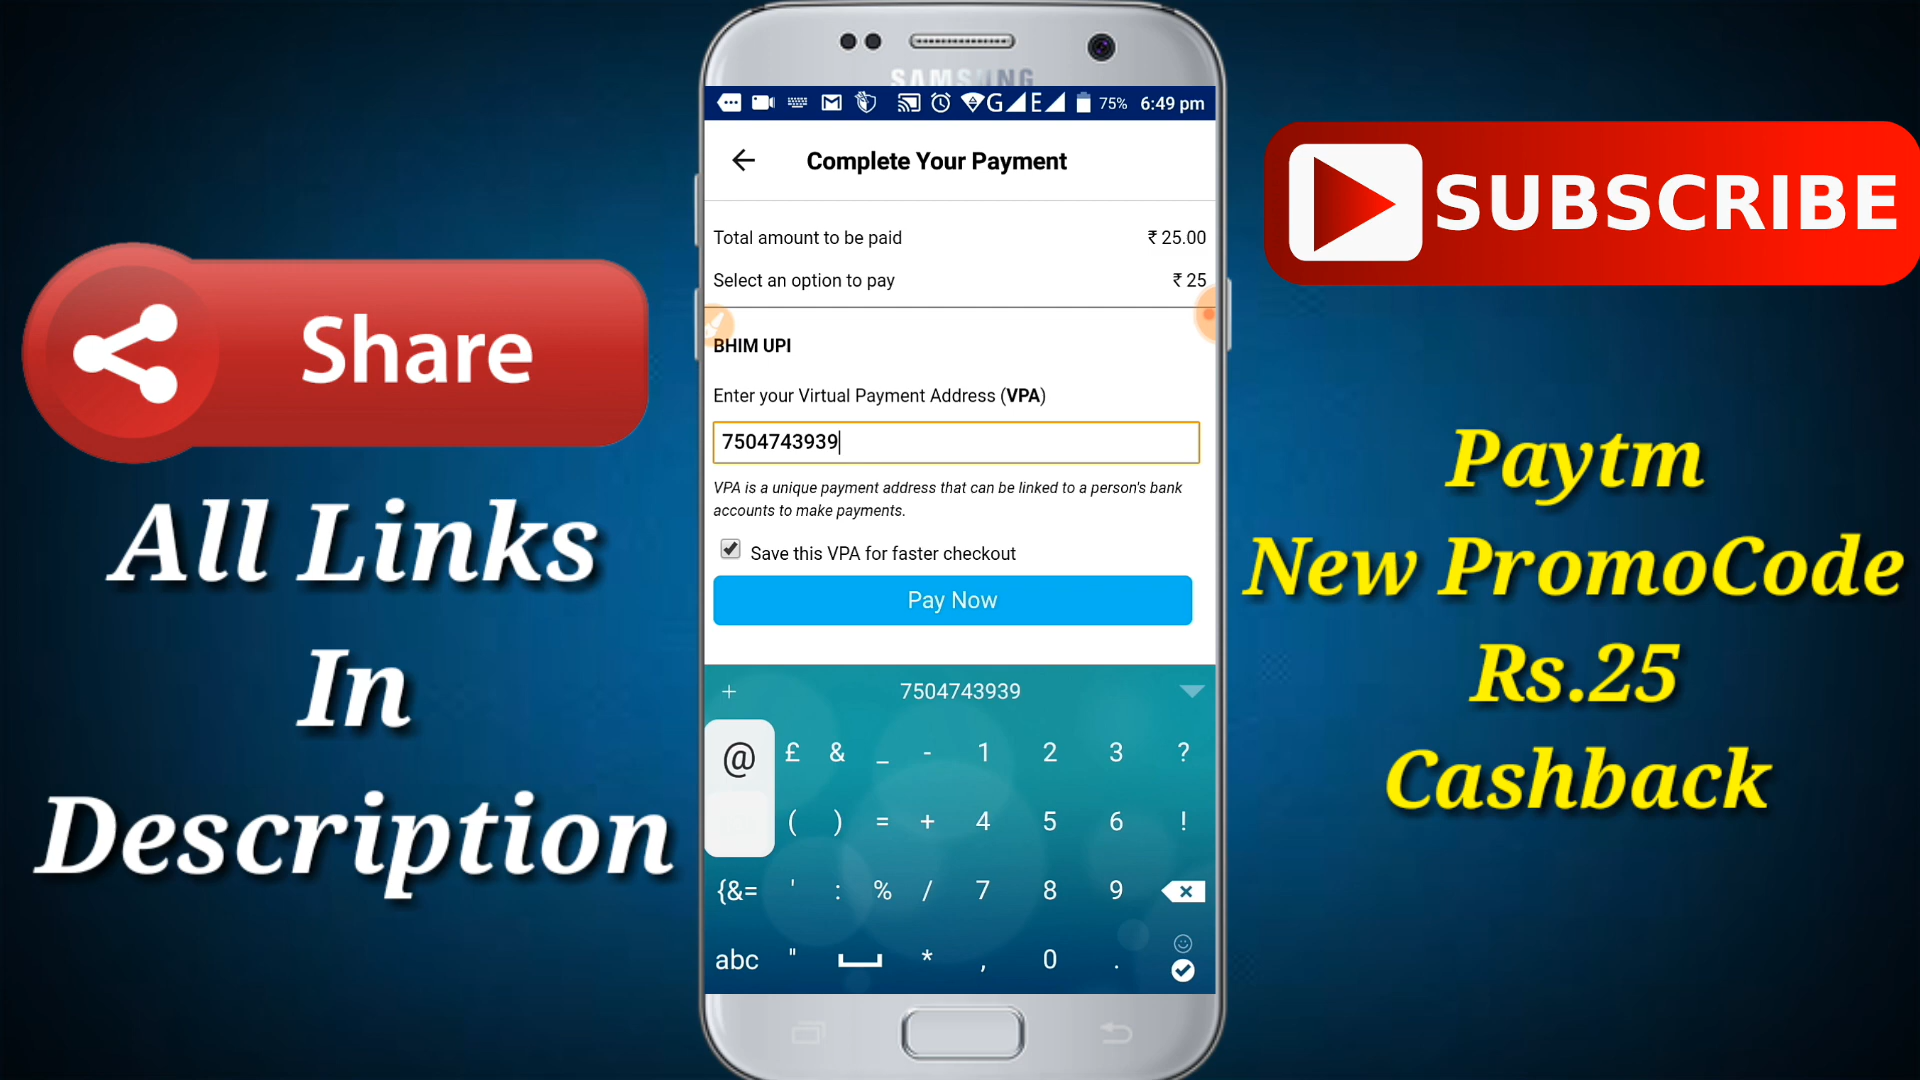 SAMSUNG
G E 75% 6:49 pm
Complete Your Payment
Total amount to be paid ₹ 25.00
Select an option to pay ₹ 25
BHIM UPI
Enter your Virtual Payment Address (VPA)
7504743939
VPA is a unique payment address that can be linked to a person's bank
accounts to make payments.
Save this VPA for faster checkout
Pay Now
+ 7504743939
@ £ & _ - 1 2 3 ?
( ) = + 4 5 6 !
{&= ' : % / 7 8 9
abc " * , 0 .
Share
All Links
In
Description
SUBSCRIBE
Paytm
New PromoCode
Rs.25
Cashback